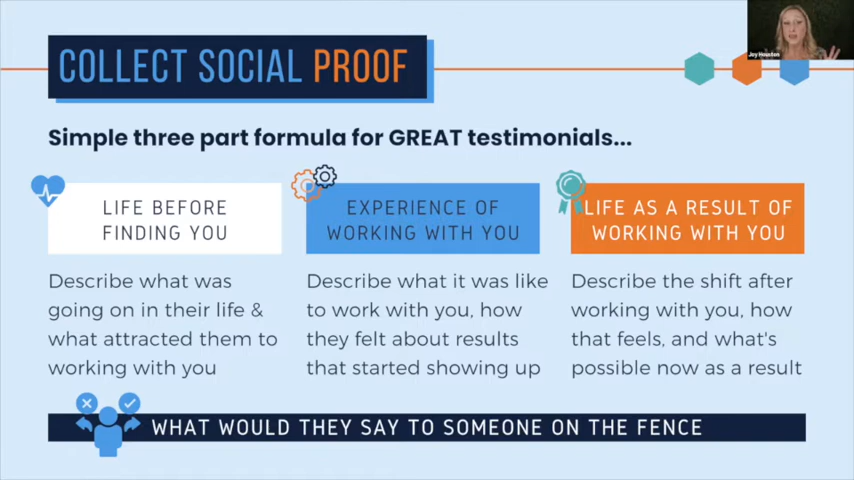 COLLECT SOCIAL PROOF
Joy Houston
Simple three part formula for GREAT testimonials...
LIFE BEFORE
FINDING YOU
Describe what was
going on in their life &
what attracted them to
working with you
EXPERIENCE OF
WORKING WITH YOU
Describe what it was like
to work with you, how
they felt about results
that started showing up
LIFE AS A RESULT OF
WORKING WITH YOU
Describe the shift after
working with you, how
that feels, and what's
possible now as a result
WHAT WOULD THEY SAY TO SOMEONE ON THE FENCE